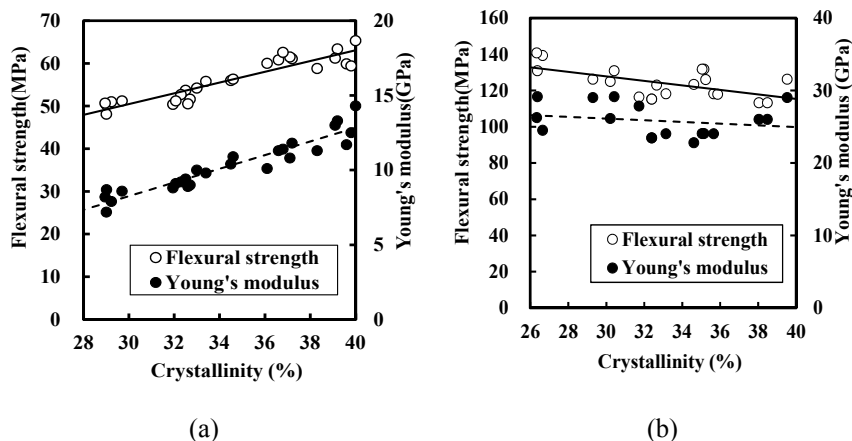 70
60
50
40
30
20
10
0
Flexural strength(MPa)
20
15
10
5
0
Young's modulus(GPa)
Flexural strength
Young's modulus
28 30 32 34 36 38 40
Crystallinity (%)
(a)
160
140
120
100
80
60
40
20
0
Flexural strength(MPa)
40
30
20
10
0
Young's modulus (GPa)
Flexural strength
Young's modulus
26 28 30 32 34 36 38 40
Crystallinity (%)
(b)